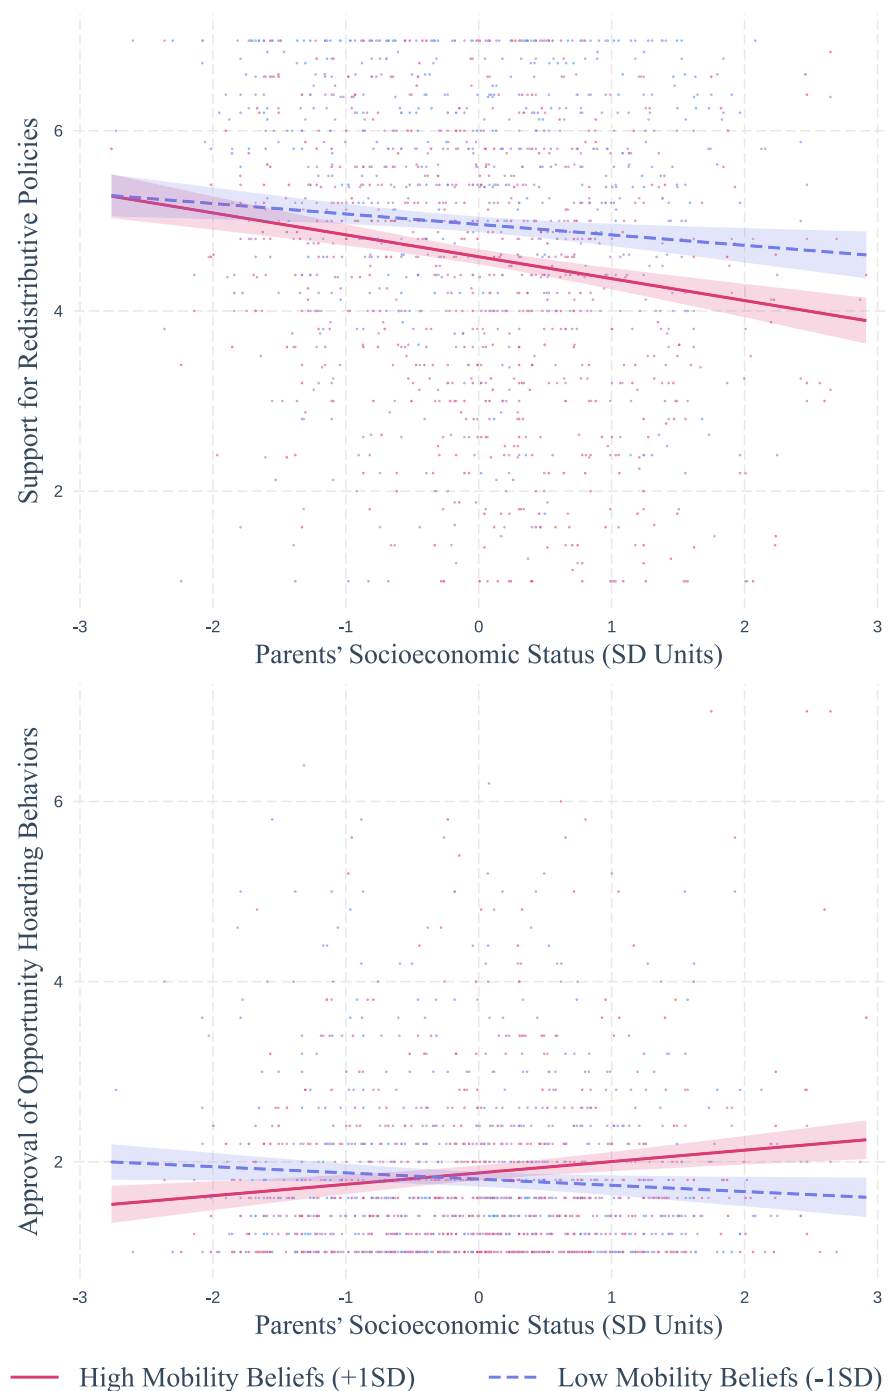 6
4
2
Support for Redistributive Policies
-3 -2 -1 0 1 2 3
Parents’ Socioeconomic Status (SD Units)
6
4
2
Approval of Opportunity Hoarding Behaviors
-3 -2 -1 0 1 2 3
Parents’ Socioeconomic Status (SD Units)
High Mobility Beliefs (+1SD) Low Mobility Beliefs (-1SD)